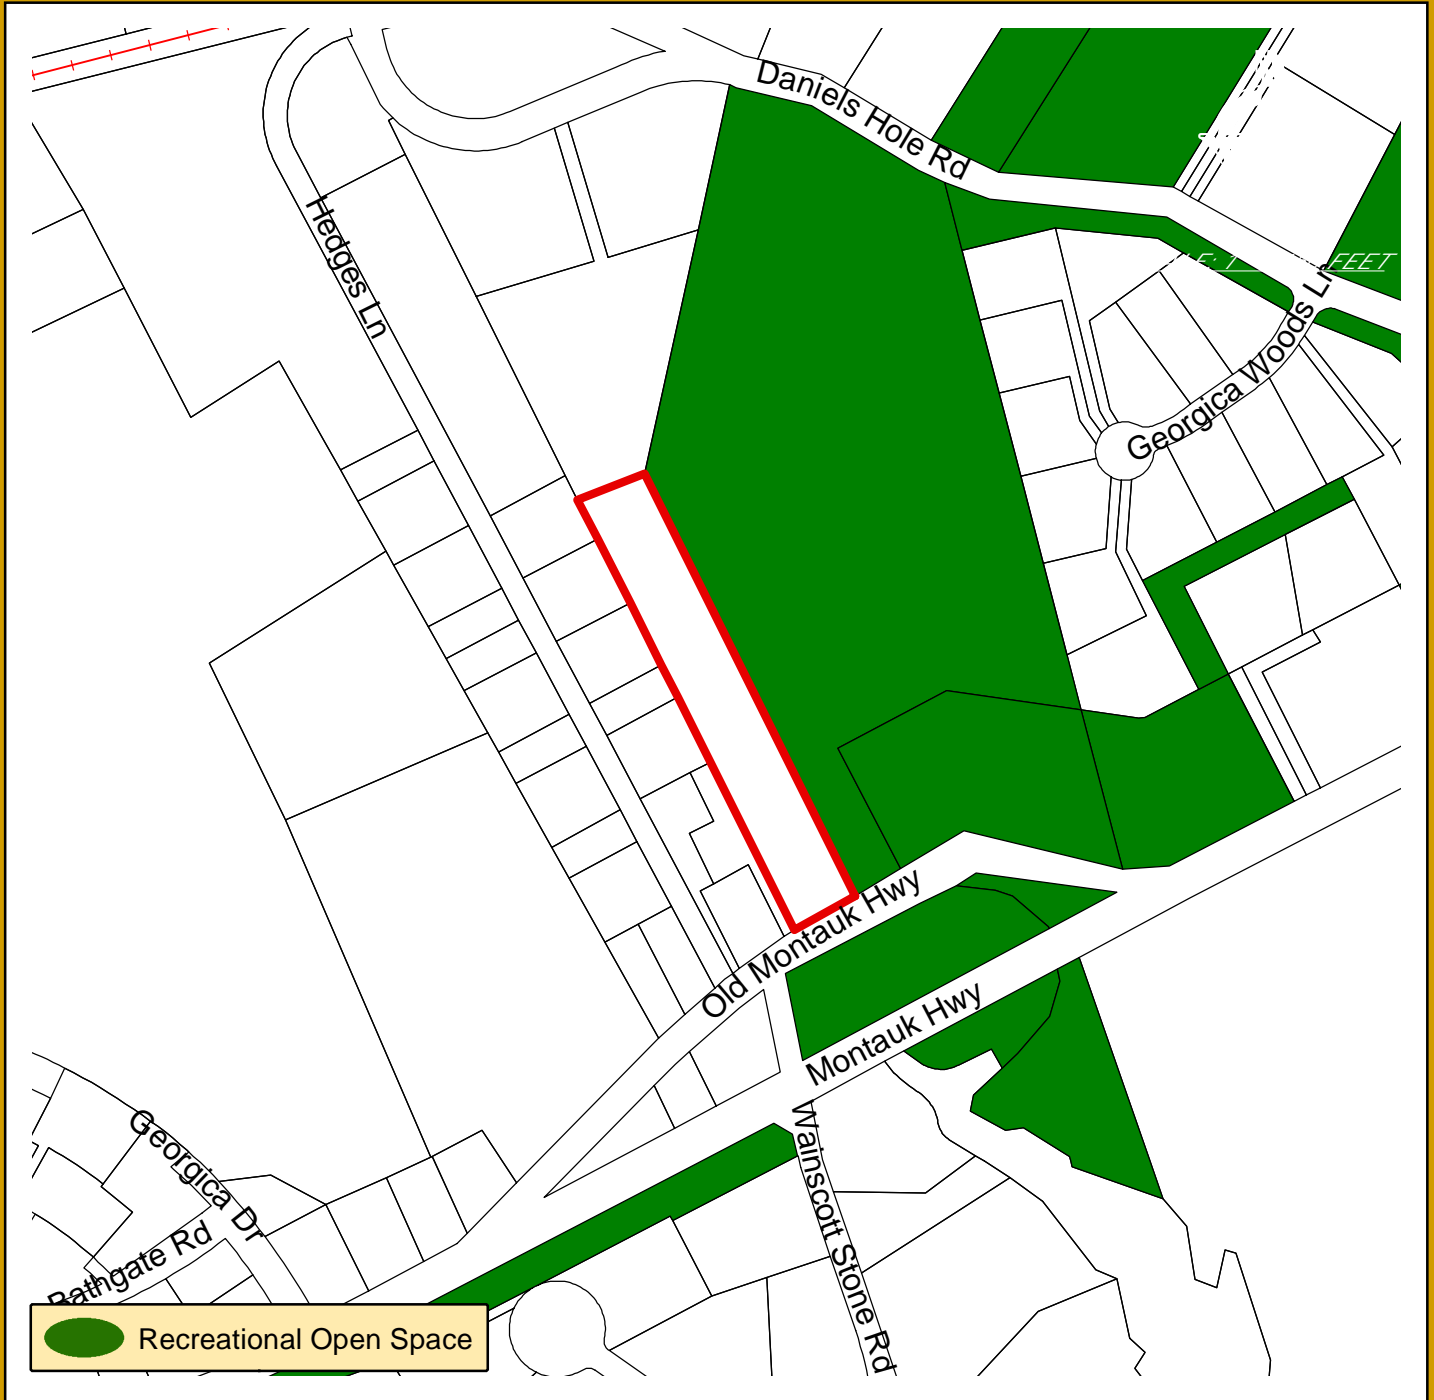 Daniels Hole Rd
Hedges Ln
FEET
Georgica Woods Ln
Old Montauk Hwy
Montauk Hwy
Georgica Dr
Wainscott Stone Rd
Bathgate Rd
Recreational Open Space